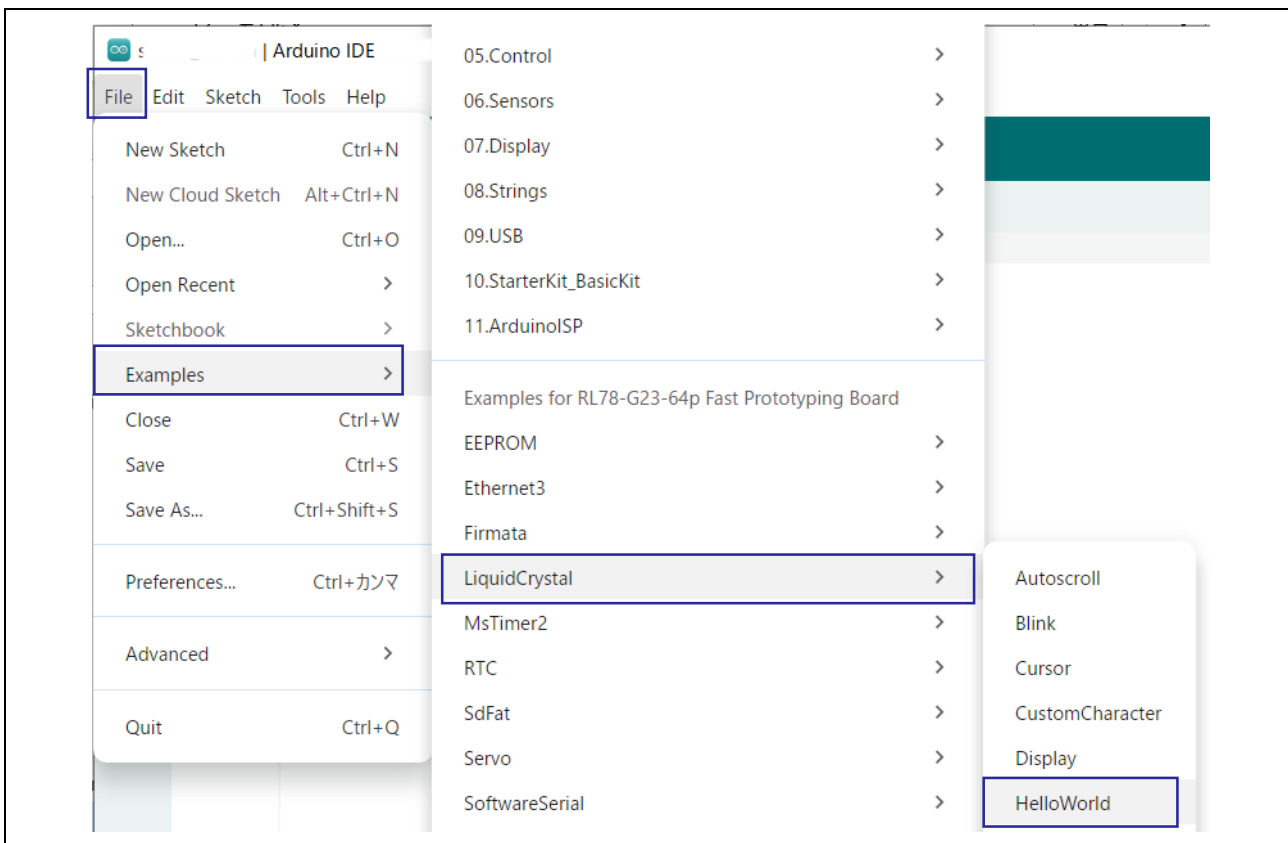 | Arduino IDE
File Edit Sketch Tools Help
New Sketch Ctrl+N
New Cloud Sketch Alt+Ctrl+N
Open... Ctrl+O
Open Recent
Sketchbook
Examples
Close Ctrl+W
Save Ctrl+S
Save As... Ctrl+Shift+S
Preferences... Ctrl+カンマ
Advanced
Quit Ctrl+Q
05.Control
06.Sensors
07.Display
08.Strings
09.USB
10.StarterKit_BasicKit
11.ArduinoISP
Examples for RL78-G23-64p Fast Prototyping Board
EEPROM
Ethernet3
Firmata
LiquidCrystal
MsTimer2
RTC
SdFat
Servo
SoftwareSerial
Autoscroll
Blink
Cursor
CustomCharacter
Display
HelloWorld